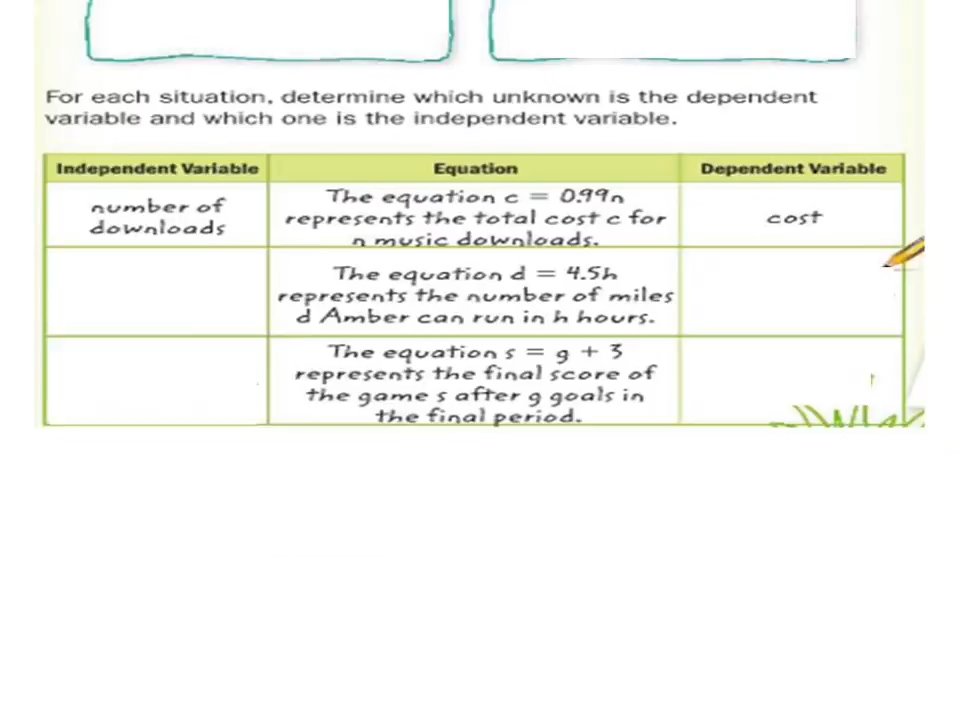 For each situation, determine which unknown is the dependent
variable and which one is the independent variable.
Independent Variable Equation Dependent Variable
number of
downloads
The equation c = 0.99n
represents the total cost c for
n music downloads.
cost
The equation d = 4.5h
represents the number of miles
d Amber can run in h hours.
The equation s = g + 3
represents the final score of
the game s after g goals in
the final period.